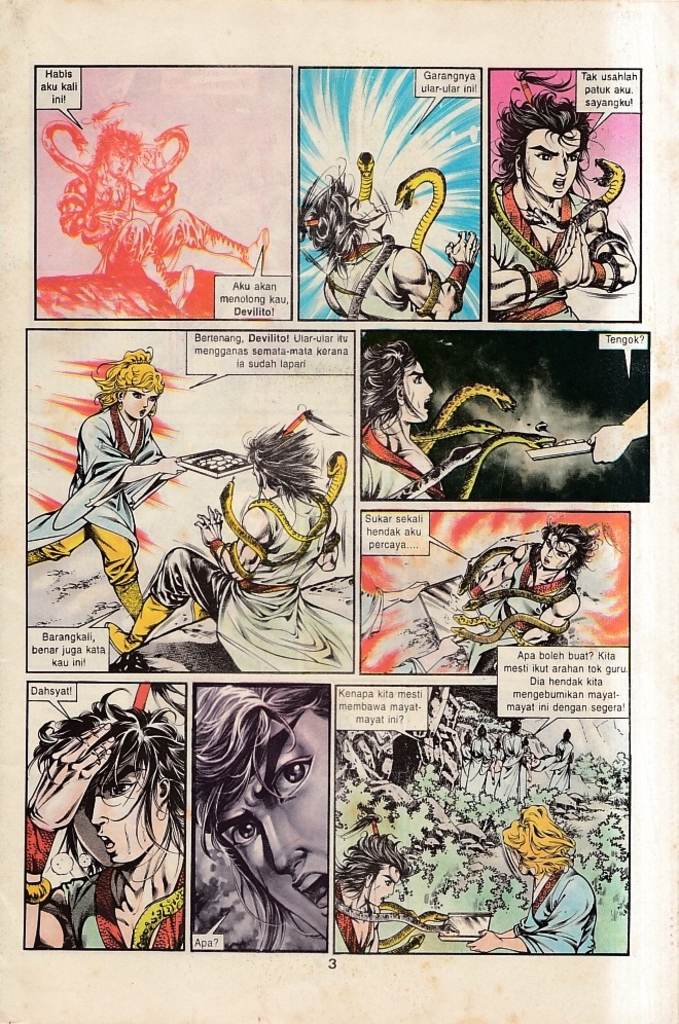 Habis
aku kali
ini!
Aku akan
menolong kau,
Devilito!
Garangnya
ular-ular ini!
Tak usahlah
patuk aku,
sayangku!
Bertenang, Devilito! Ular-ular itu
mengganas semata-mata kerana
ia sudah lapar!
Barangkali,
benar juga kata
kau ini!
Tengok?
Sukar sekali
hendak aku
percaya....
Apa boleh buat? Kita
mesti ikut arahan tok guru.
Dia hendak kita
mengebumikan mayat-
mayat ini dengan segera!
Dahsyat!
Apa?
Kenapa kita mesti
membawa mayat-
mayat ini?
3